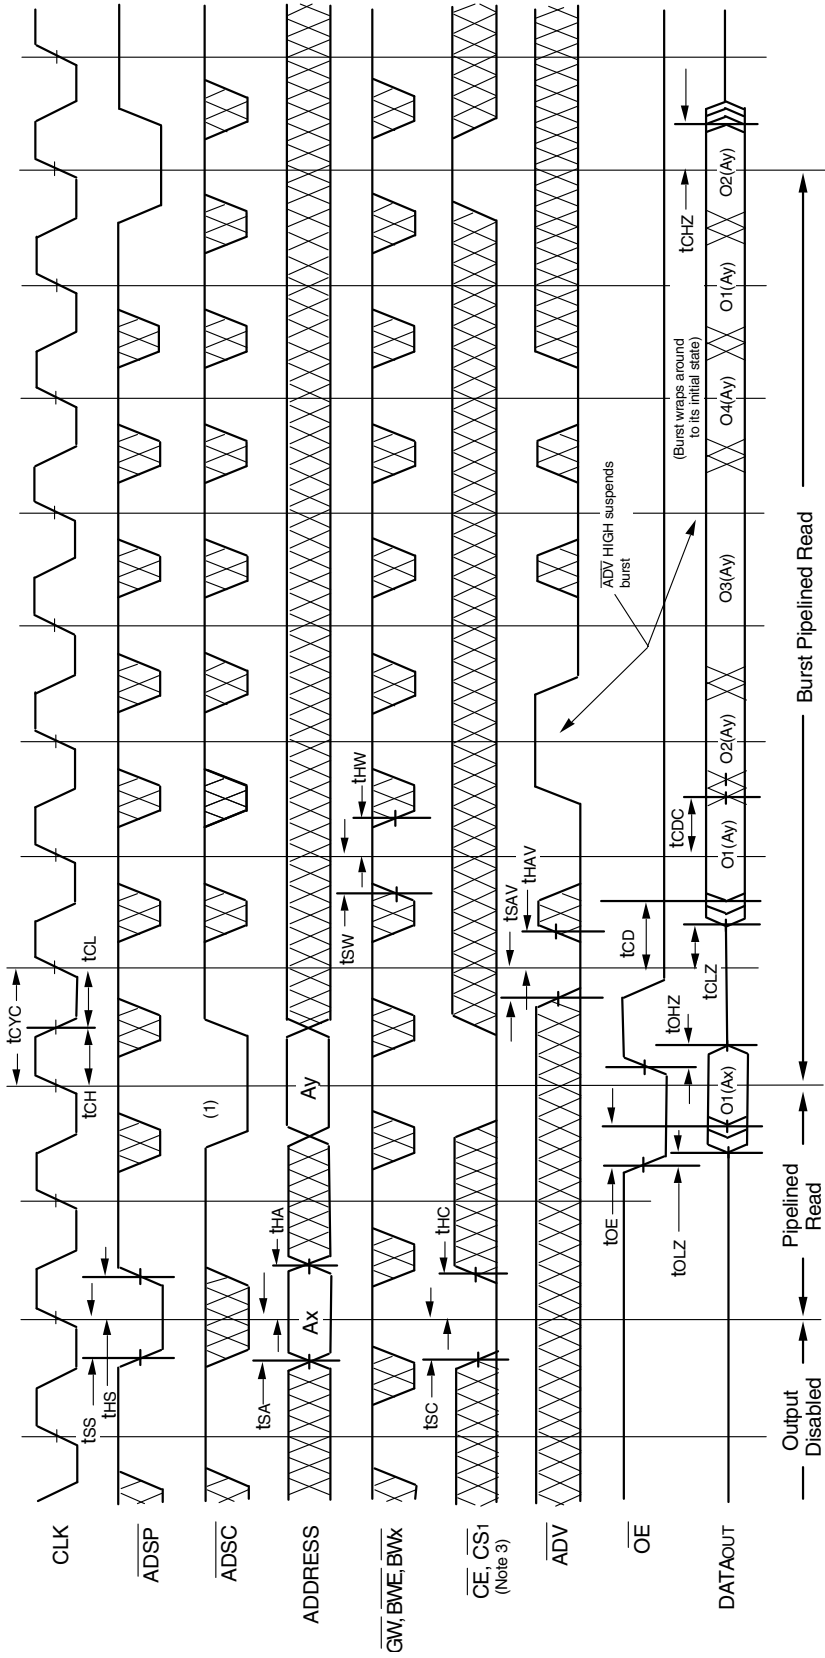 CLK
tCYC
tCH
tCL
ADSP
tSS
tHS
ADSC
(1)
ADDRESS
Ax
Ay
tSA
tHA
GW, BWE, BWx
tSW
tHW
CE, CS1
(Note 3)
tSC
tHC
ADV
tSAV
tHAV
ADV HIGH suspends
burst
OE
tOE
tOHZ
tCD
tOLZ
tCLZ
tCDC
tCHZ
(Burst wraps around
to its initial state)
DATAOUT
O1(Ax)
O1(Ay)
O2(Ay)
O3(Ay)
O4(Ay)
O1(Ay)
O2(Ay)
Output
Disabled
Pipelined
Read
Burst Pipelined Read